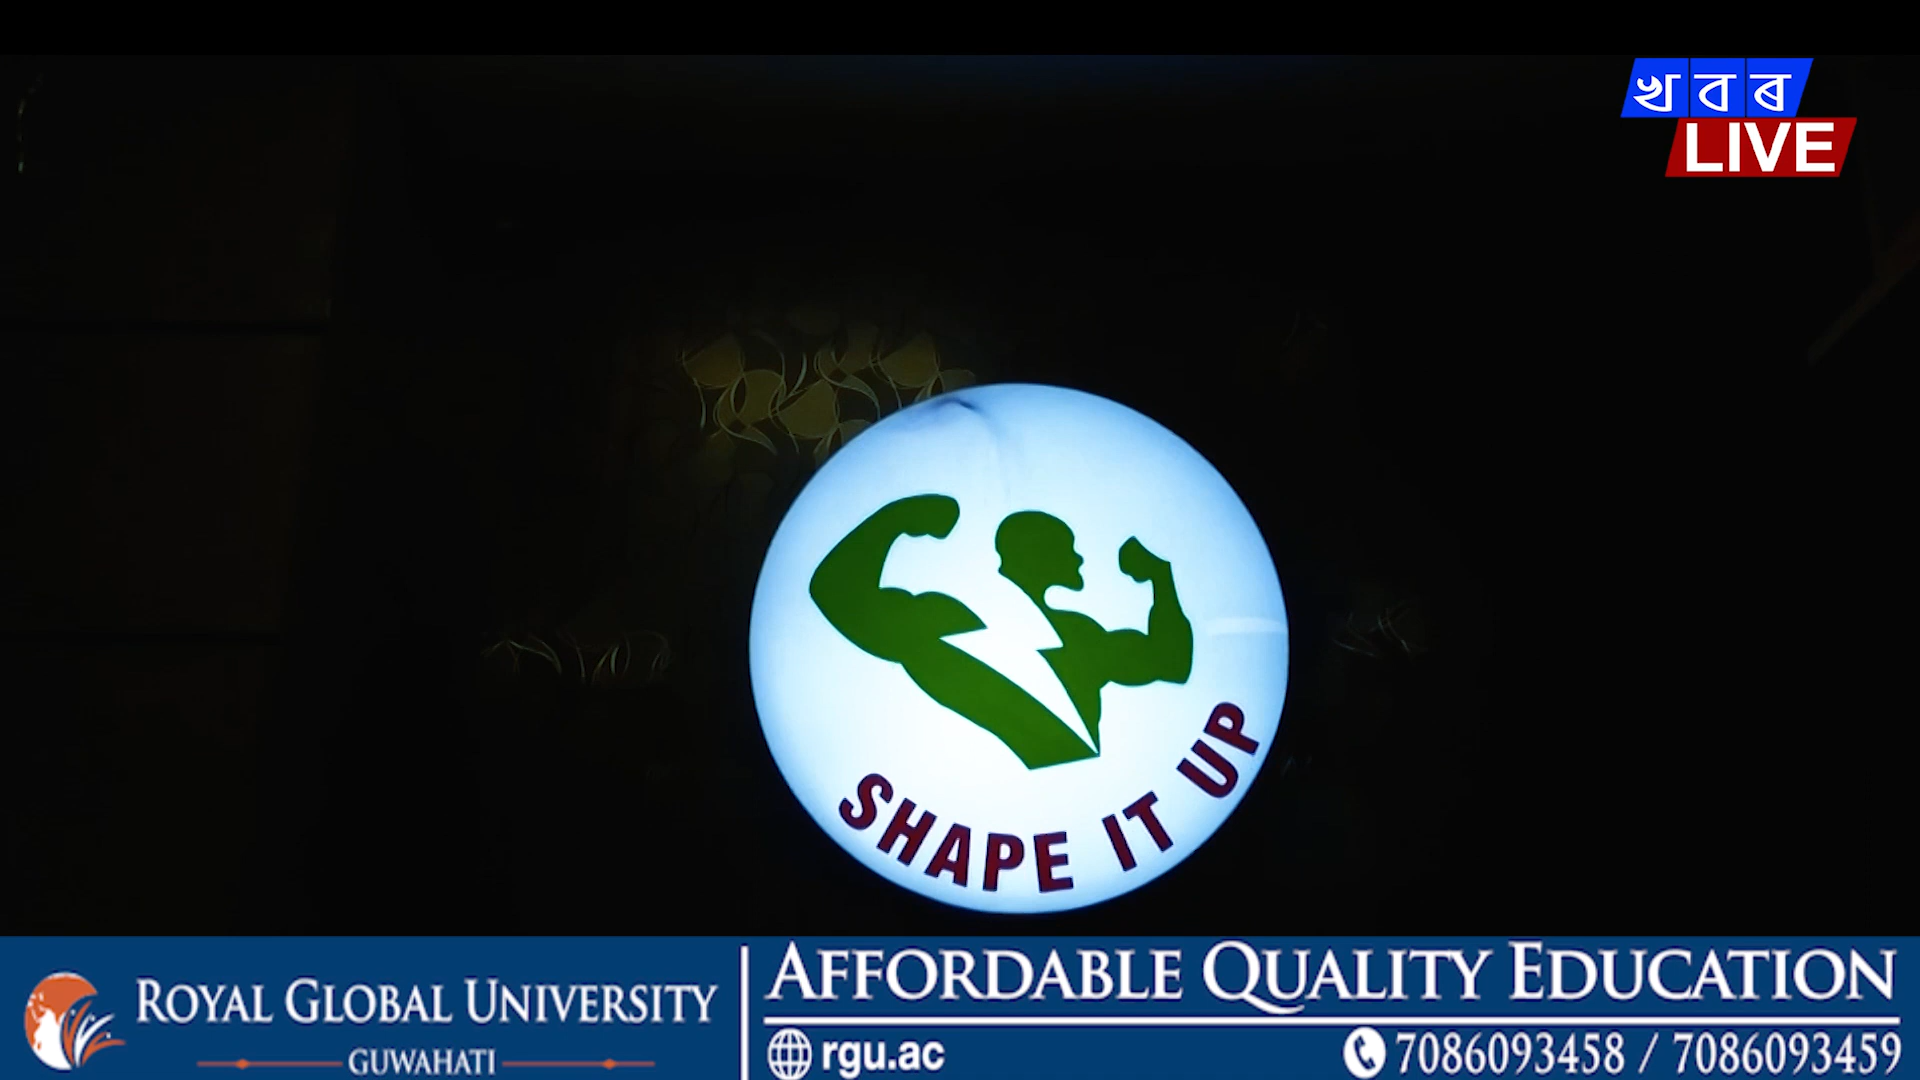 খবৰ
LIVE
SHAPE IT UP
ROYAL GLOBAL UNIVERSITY
GUWAHATI
AFFORDABLE QUALITY EDUCATION
rgu.ac
7086093458 / 7086093459